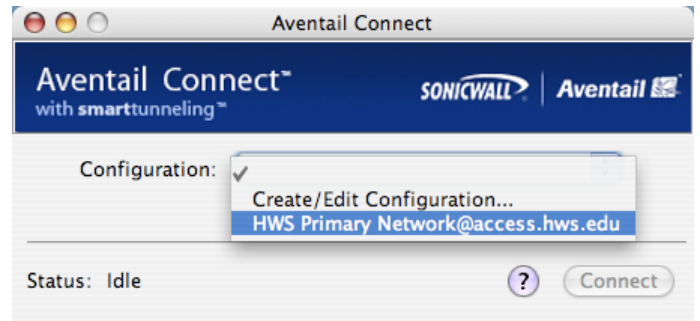 Aventail Connect
Aventail Connect™
with smarttunneling™
SONICWALL | Aventail
Configuration:
✓
Create/Edit Configuration...
HWS Primary Network@access.hws.edu
Status: Idle
?
Connect